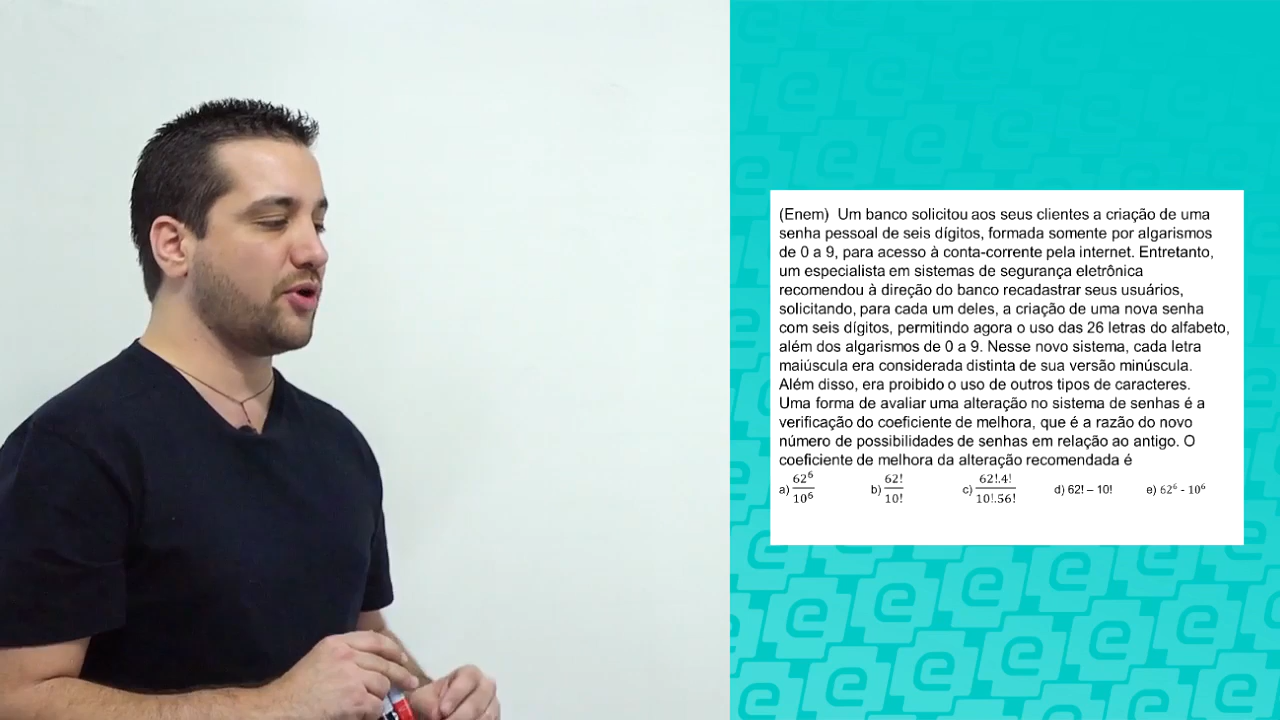 (Enem) Um banco solicitou aos seus clientes a criação de uma
senha pessoal de seis dígitos, formada somente por algarismos
de 0 a 9, para acesso à conta-corrente pela internet. Entretanto,
um especialista em sistemas de segurança eletrônica
recomendou à direção do banco recadastrar seus usuários,
solicitando, para cada um deles, a criação de uma nova senha
com seis dígitos, permitindo agora o uso das 26 letras do alfabeto,
além dos algarismos de 0 a 9. Nesse novo sistema, cada letra
maiúscula era considerada distinta de sua versão minúscula.
Além disso, era proibido o uso de outros tipos de caracteres.
Uma forma de avaliar uma alteração no sistema de senhas é a
verificação do coeficiente de melhora, que é a razão do novo
número de possibilidades de senhas em relação ao antigo. O
coeficiente de melhora da alteração recomendada é
a) 62⁶/10⁶ b) 62!/10! c) 62!.4!/10!.56! d) 62! – 10! e) 62⁶ - 10⁶